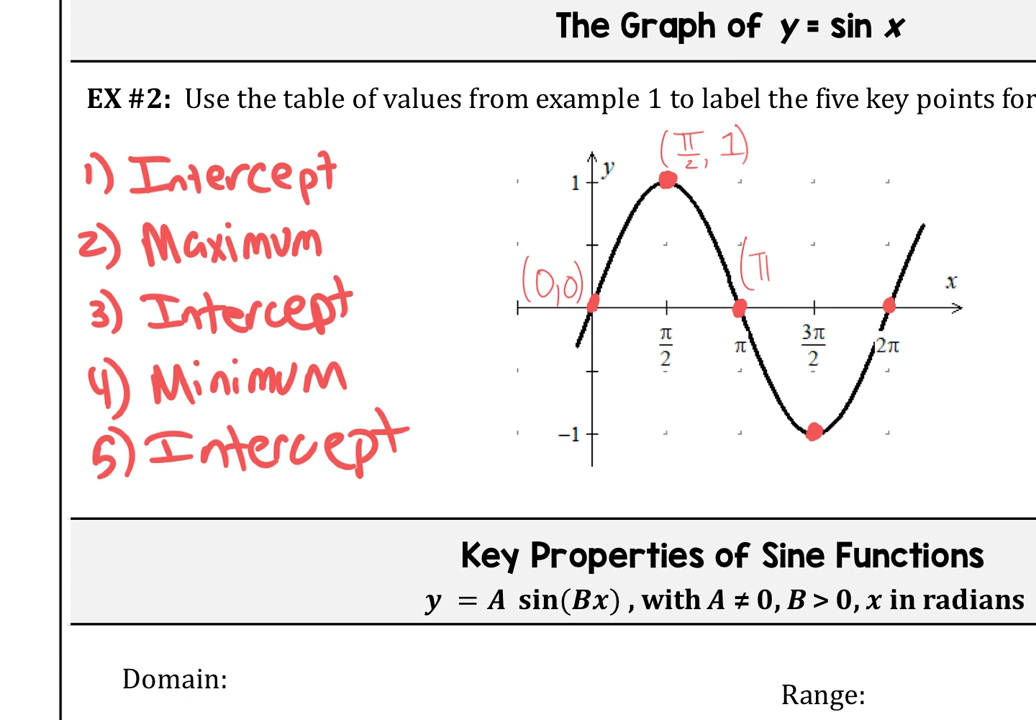 The Graph of y = sin x
EX #2: Use the table of values from example 1 to label the five key points for
1) Intercept
2) Maximum
3) Intercept
4) Minimum
5) Intercept
(π/2, 1)
y
1
(0,0)
(π
x
π/2
π
3π/2
2π
−1
Key Properties of Sine Functions
y = A sin(Bx) , with A ≠ 0, B > 0, x in radians
Domain:
Range: